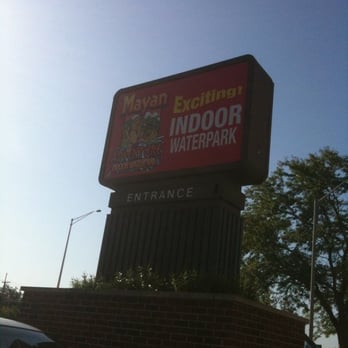 Mayan
Exciting!
INDOOR
WATERPARK
ENTRANCE